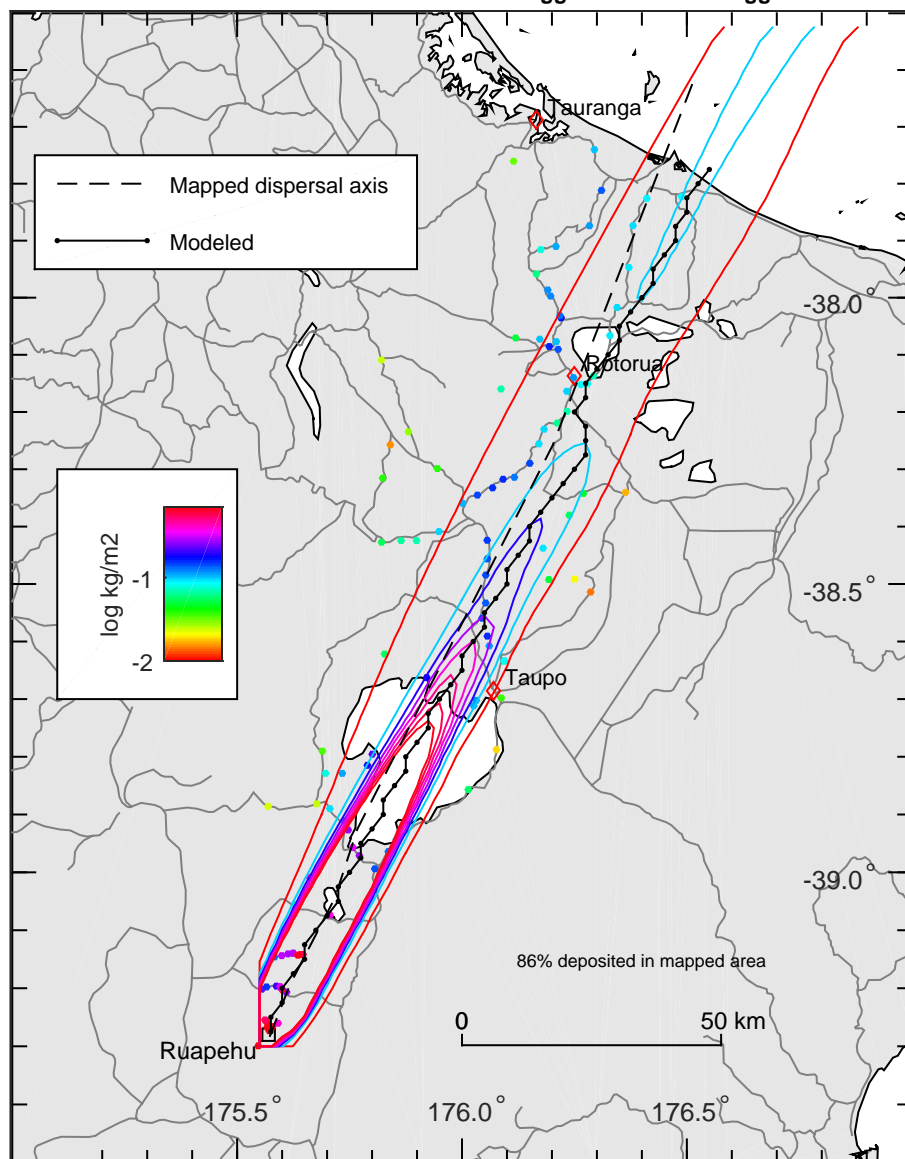 Tauranga
Mapped dispersal axis
Modeled
-38.0°
Rotorua
log kg/m2
-1
-2
-38.5°
Taupo
-39.0°
86% deposited in mapped area
0
50 km
Ruapehu
175.5°
176.0°
176.5°